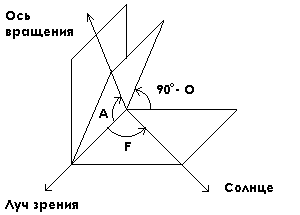 Ось
вращения
90°- O
A
F
Луч зрения
Солнце